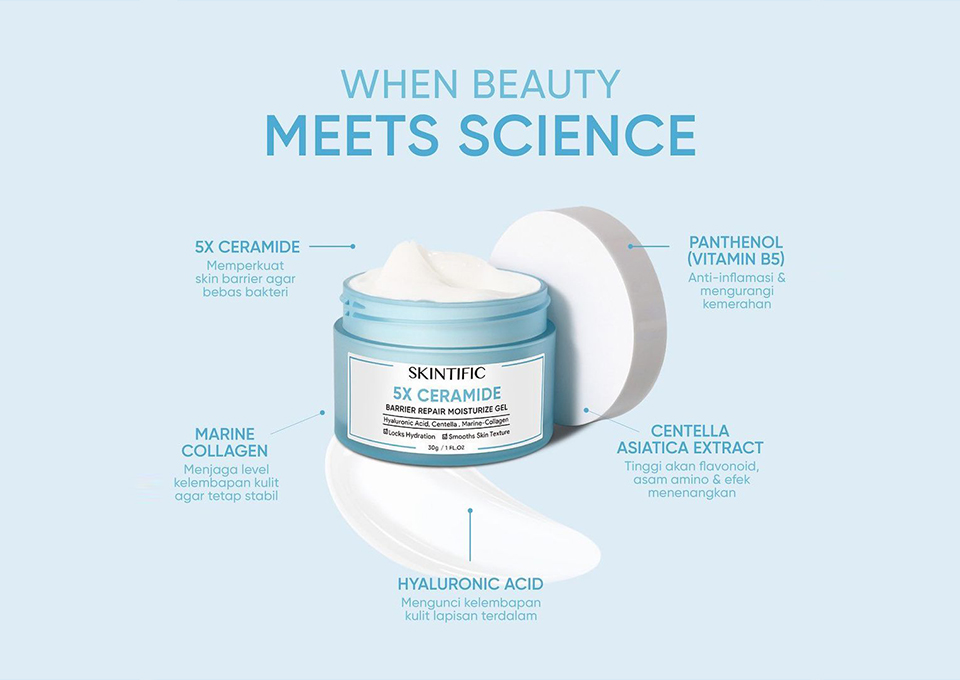 WHEN BEAUTY
MEETS SCIENCE
5X CERAMIDE
Memperkuat
skin barrier agar
bebas bakteri
PANTHENOL
(VITAMIN B5)
Anti-inflamasi &
mengurangi
kemerahan
SKINTIFIC
5X CERAMIDE
BARRIER REPAIR MOISTURIZE GEL
Hyaluronic Acid, Centella, Marine-Collagen
☑Locks Hydration ☑Smooths Skin Texture
30g / 1 FL.OZ
MARINE
COLLAGEN
Menjaga level
kelembapan kulit
agar tetap stabil
CENTELLA
ASIATICA EXTRACT
Tinggi akan flavonoid,
asam amino & efek
menenangkan
HYALURONIC ACID
Mengunci kelembapan
kulit lapisan terdalam